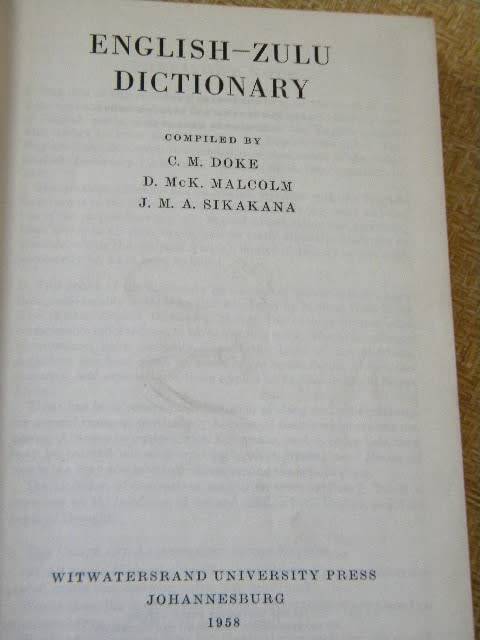 ENGLISH–ZULU
DICTIONARY
COMPILED BY
C. M. DOKE
D. McK. MALCOLM
J. M. A. SIKAKANA
WITWATERSRAND UNIVERSITY PRESS
JOHANNESBURG
1958